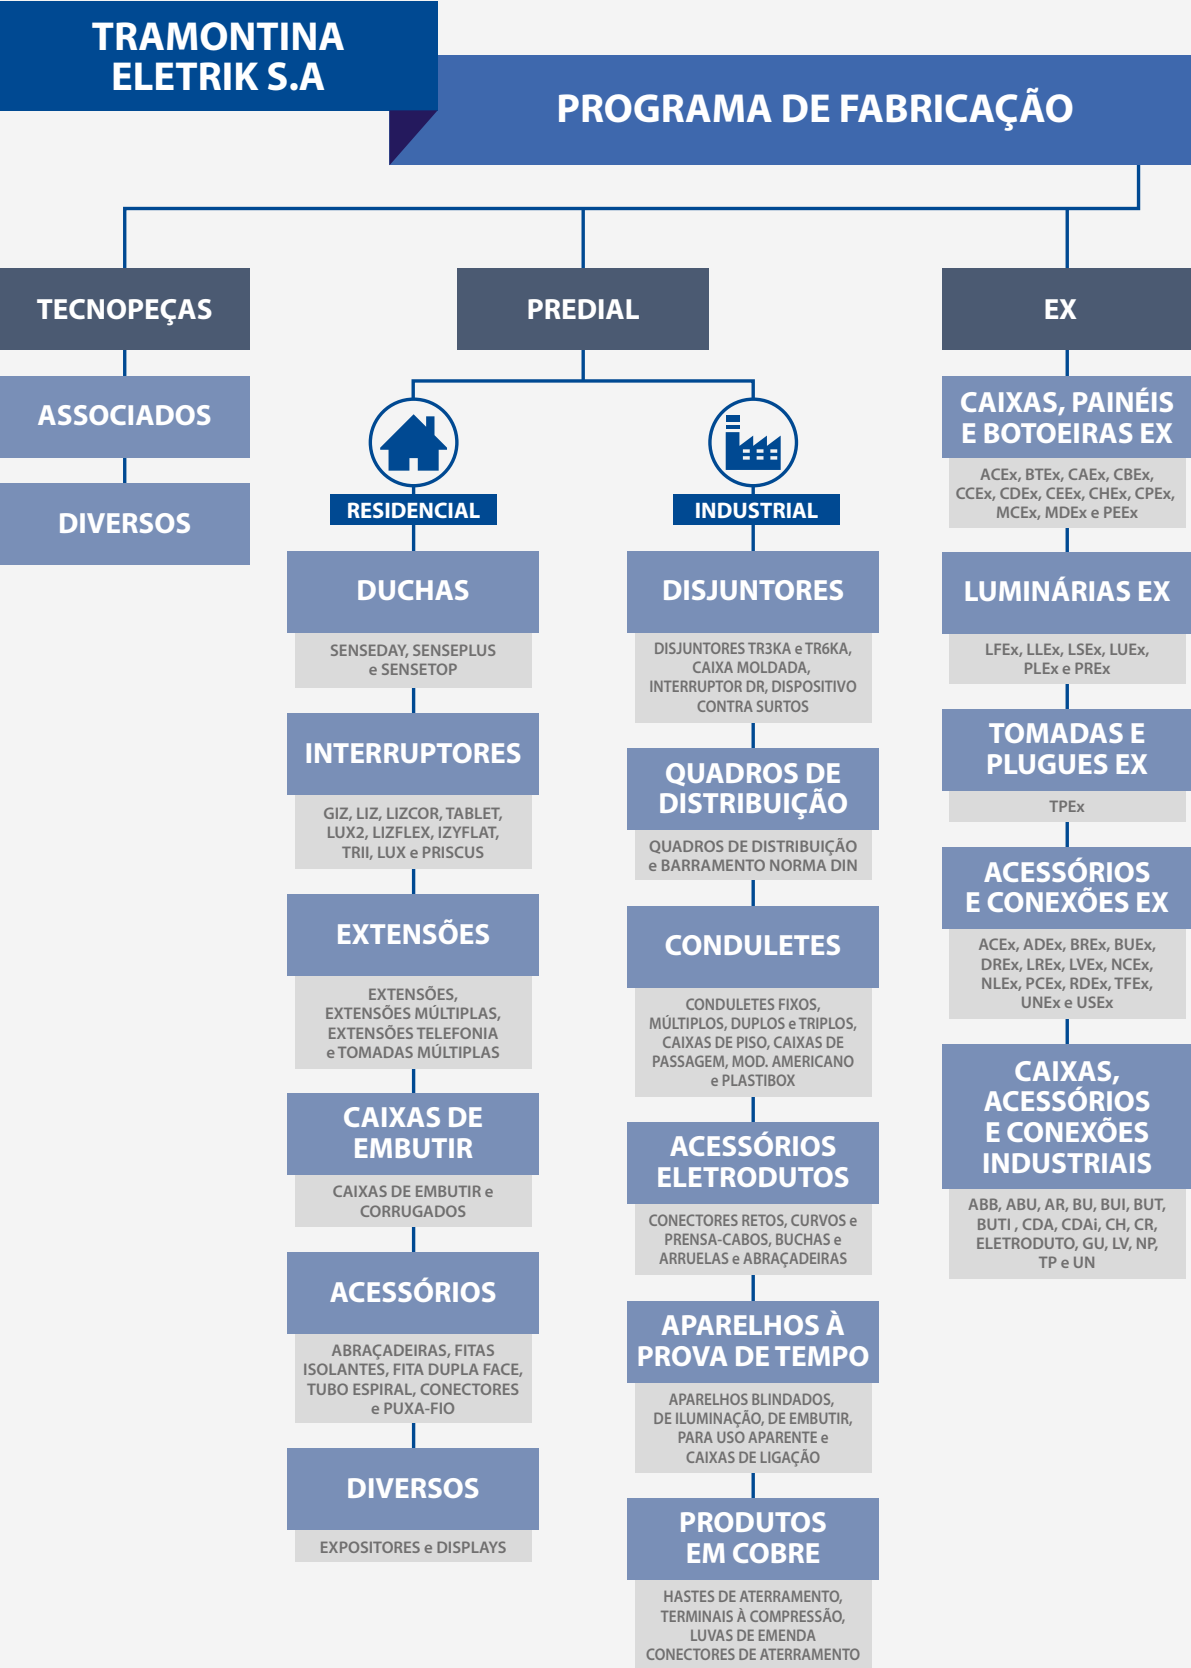 TRAMONTINA
ELETRIK S.A
PROGRAMA DE FABRICAÇÃO
TECNOPEÇAS
ASSOCIADOS
DIVERSOS
PREDIAL
RESIDENCIAL
DUCHAS
SENSEDAY, SENSEPLUS
e SENSETOP
INTERRUPTORES
GIZ, LIZ, LIZCOR, TABLET,
LUX2, LIZFLEX, IZYFLAT,
TRII, LUX e PRISCUS
EXTENSÕES
EXTENSÕES,
EXTENSÕES MÚLTIPLAS,
EXTENSÕES TELEFONIA
e TOMADAS MÚLTIPLAS
CAIXAS DE
EMBUTIR
CAIXAS DE EMBUTIR e
CORRUGADOS
ACESSÓRIOS
ABRAÇADEIRAS, FITAS
ISOLANTES, FITA DUPLA FACE,
TUBO ESPIRAL, CONECTORES
e PUXA-FIO
DIVERSOS
EXPOSITORES e DISPLAYS
INDUSTRIAL
DISJUNTORES
DISJUNTORES TR3KA e TR6KA,
CAIXA MOLDADA,
INTERRUPTOR DR, DISPOSITIVO
CONTRA SURTOS
QUADROS DE
DISTRIBUIÇÃO
QUADROS DE DISTRIBUIÇÃO
e BARRAMENTO NORMA DIN
CONDULETES
CONDULETES FIXOS,
MÚLTIPLOS, DUPLOS e TRIPLOS,
CAIXAS DE PISO, CAIXAS DE
PASSAGEM, MOD. AMERICANO
e PLASTIBOX
ACESSÓRIOS
ELETRODUTOS
CONECTORES RETOS, CURVOS e
PRENSA-CABOS, BUCHAS e
ARRUELAS e ABRAÇADEIRAS
APARELHOS À
PROVA DE TEMPO
APARELHOS BLINDADOS,
DE ILUMINAÇÃO, DE EMBUTIR,
PARA USO APARENTE e
CAIXAS DE LIGAÇÃO
PRODUTOS
EM COBRE
HASTES DE ATERRAMENTO,
TERMINAIS À COMPRESSÃO,
LUVAS DE EMENDA
CONECTORES DE ATERRAMENTO
EX
CAIXAS, PAINÉIS
E BOTOEIRAS EX
ACEx, BTEx, CAEx, CBEx,
CCEx, CDEx, CEEx, CHEx, CPEx,
MCEx, MDEx e PEEx
LUMINÁRIAS EX
LFEx, LLEx, LSEx, LUEx,
PLEx e PREx
TOMADAS E
PLUGUES EX
TPEx
ACESSÓRIOS
E CONEXÕES EX
ACEx, ADEx, BREx, BUEx,
DREx, LREx, LVEx, NCEx,
NLEx, PCEx, RDEx, TFEx,
UNEx e USEx
CAIXAS,
ACESSÓRIOS
E CONEXÕES
INDUSTRIAIS
ABB, ABU, AR, BU, BUI, BUT,
BUTI , CDA, CDAi, CH, CR,
ELETRODUTO, GU, LV, NP,
TP e UN